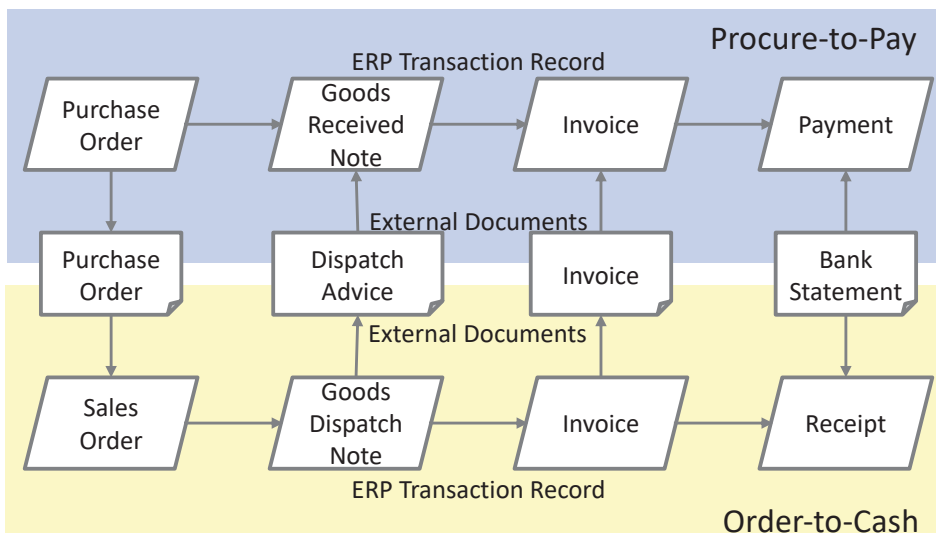 Procure-to-Pay
ERP Transaction Record
Purchase
Order
Goods
Received
Note
Invoice
Payment
External Documents
Purchase
Order
Dispatch
Advice
Invoice
Bank
Statement
External Documents
Sales
Order
Goods
Dispatch
Note
Invoice
Receipt
ERP Transaction Record
Order-to-Cash